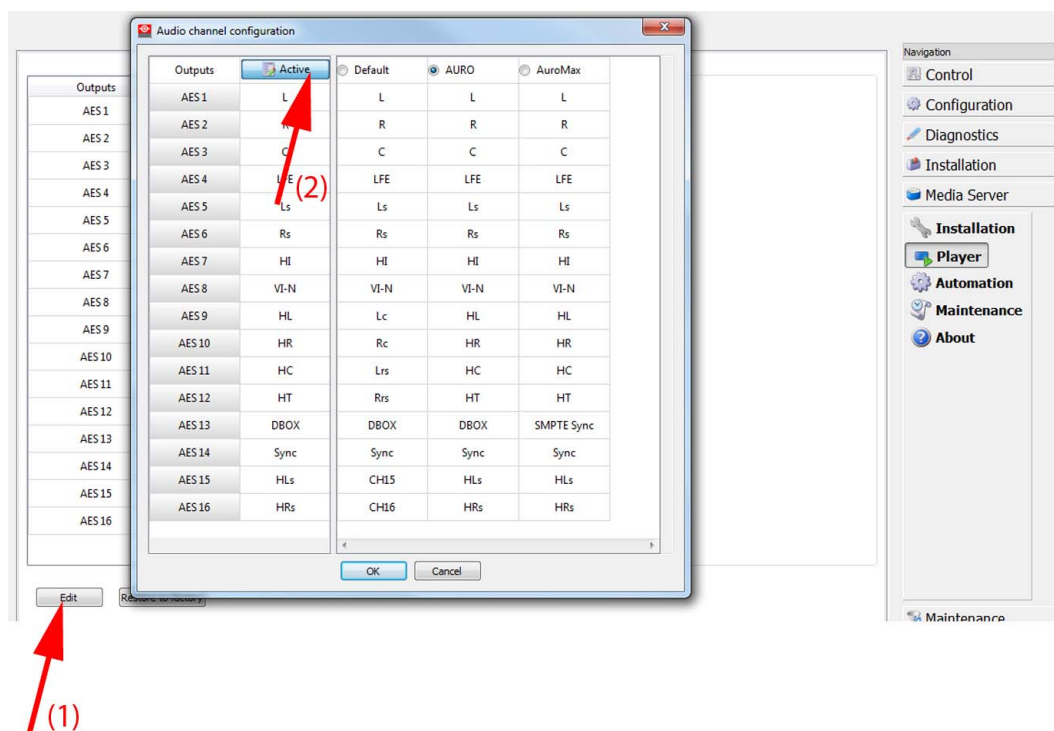 Audio channel configuration
Outputs Active Default AURO AuroMax
AES 1 L L L L
AES 2 R R R R
AES 3 C C C C
AES 4 LFE LFE LFE LFE
AES 5 Ls Ls Ls Ls
AES 6 Rs Rs Rs Rs
AES 7 HI HI HI HI
AES 8 VI-N VI-N VI-N VI-N
AES 9 HL Lc HL HL
AES 10 HR Rc HR HR
AES 11 HC Lrs HC HC
AES 12 HT Rrs HT HT
AES 13 DBOX DBOX DBOX SMPTE Sync
AES 14 Sync Sync Sync Sync
AES 15 HLs CH15 HLs HLs
AES 16 HRs CH16 HRs HRs
OK Cancel
(2)
Outputs
AES 1
AES 2
AES 3
AES 4
AES 5
AES 6
AES 7
AES 8
AES 9
AES 10
AES 11
AES 12
AES 13
AES 14
AES 15
AES 16
Edit Restore to factory
(1)
Navigation
Control
Configuration
Diagnostics
Installation
Media Server
Installation
Player
Automation
Maintenance
About
Maintenance